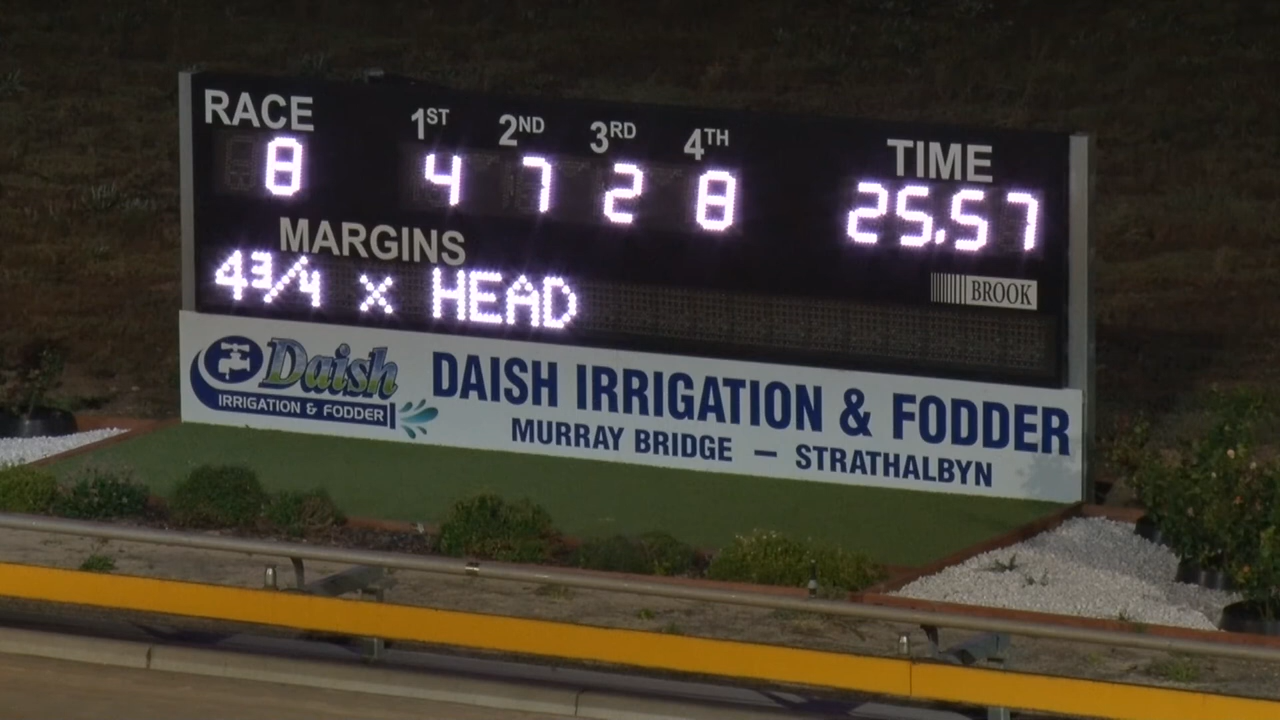 RACE 1ST 2ND 3RD 4TH TIME
8 4 7 2 8 25.57
MARGINS
4¾ x HEAD
BROOK
Daish
IRRIGATION & FODDER
DAISH IRRIGATION & FODDER
MURRAY BRIDGE – STRATHALBYN